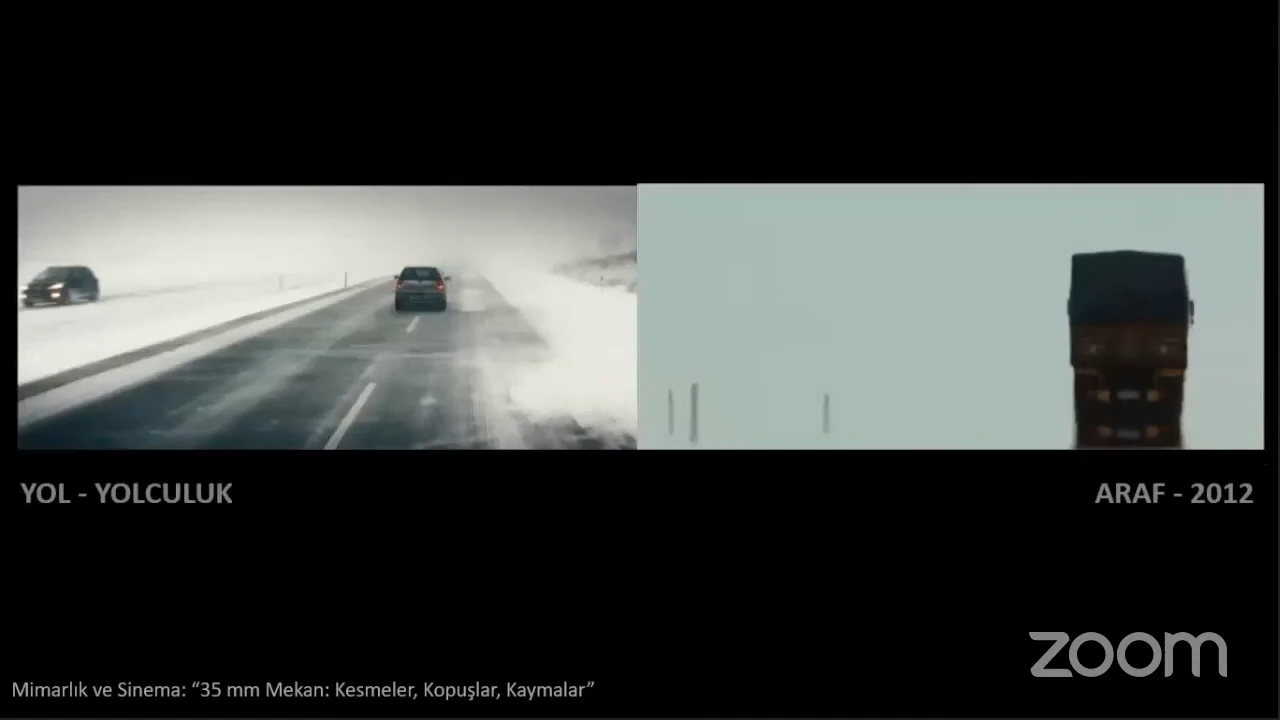 YOL - YOLCULUK
ARAF - 2012
zoom
Mimarlık ve Sinema: “35 mm Mekan: Kesmeler, Kopuşlar, Kaymalar”